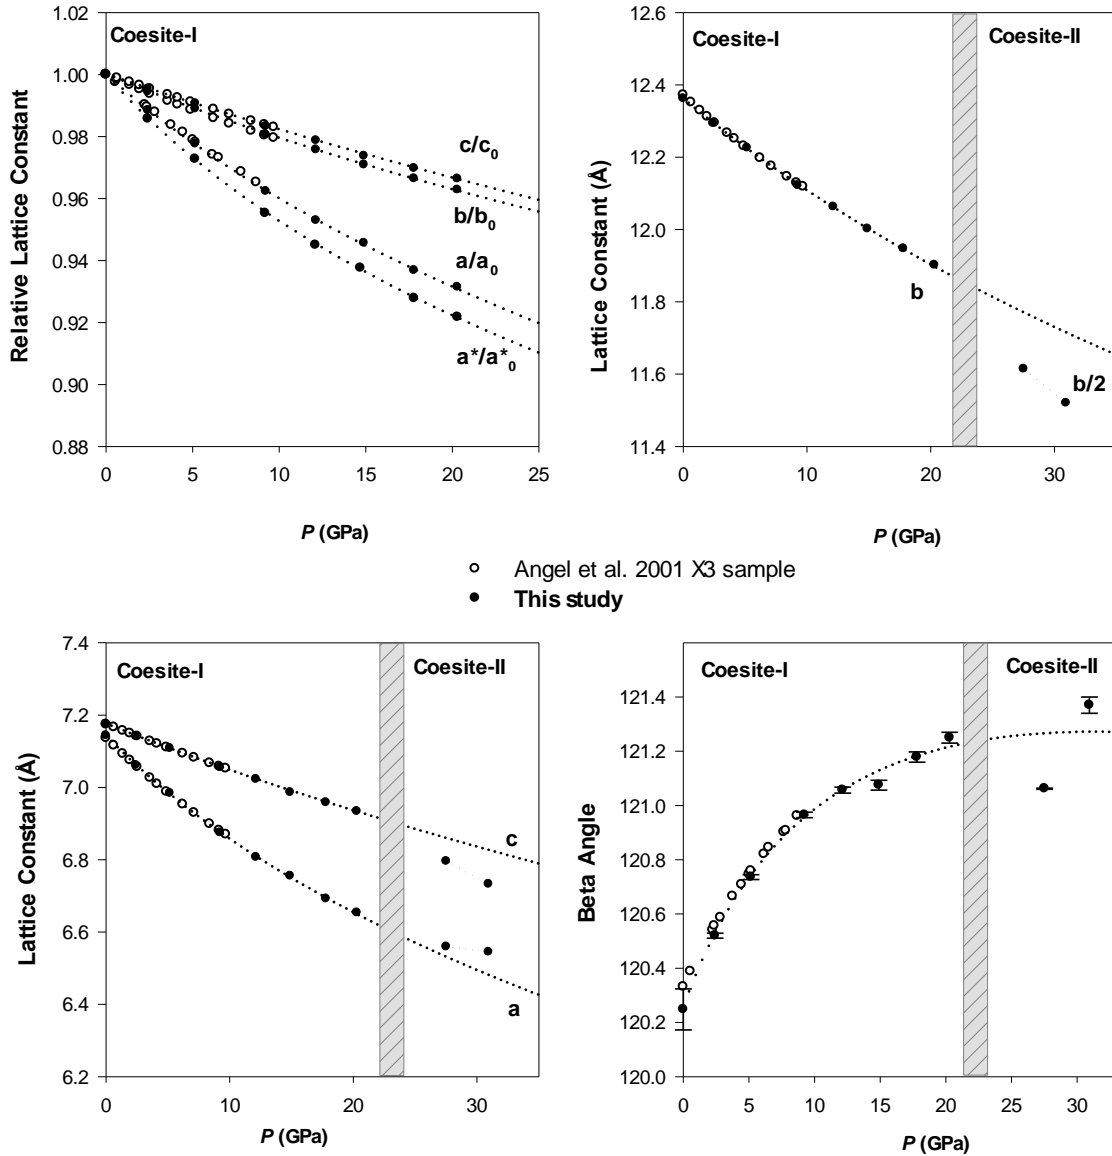 Coesite-I
Relative Lattice Constant
1.02
1.00
0.98
0.96
0.94
0.92
0.90
0.88
c/c0
b/b0
a/a0
a*/a*0
0 5 10 15 20 25
P (GPa)
Coesite-I Coesite-II
Lattice Constant (Å)
12.6
12.4
12.2
12.0
11.8
11.6
11.4
b
b/2
0 10 20 30
P (GPa)
Angel et al. 2001 X3 sample
This study
Coesite-I Coesite-II
Lattice Constant (Å)
7.4
7.2
7.0
6.8
6.6
6.4
6.2
c
a
0 10 20 30
P (GPa)
Coesite-I Coesite-II
Beta Angle
121.4
121.2
121.0
120.8
120.6
120.4
120.2
120.0
0 5 10 15 20 25 30
P (GPa)